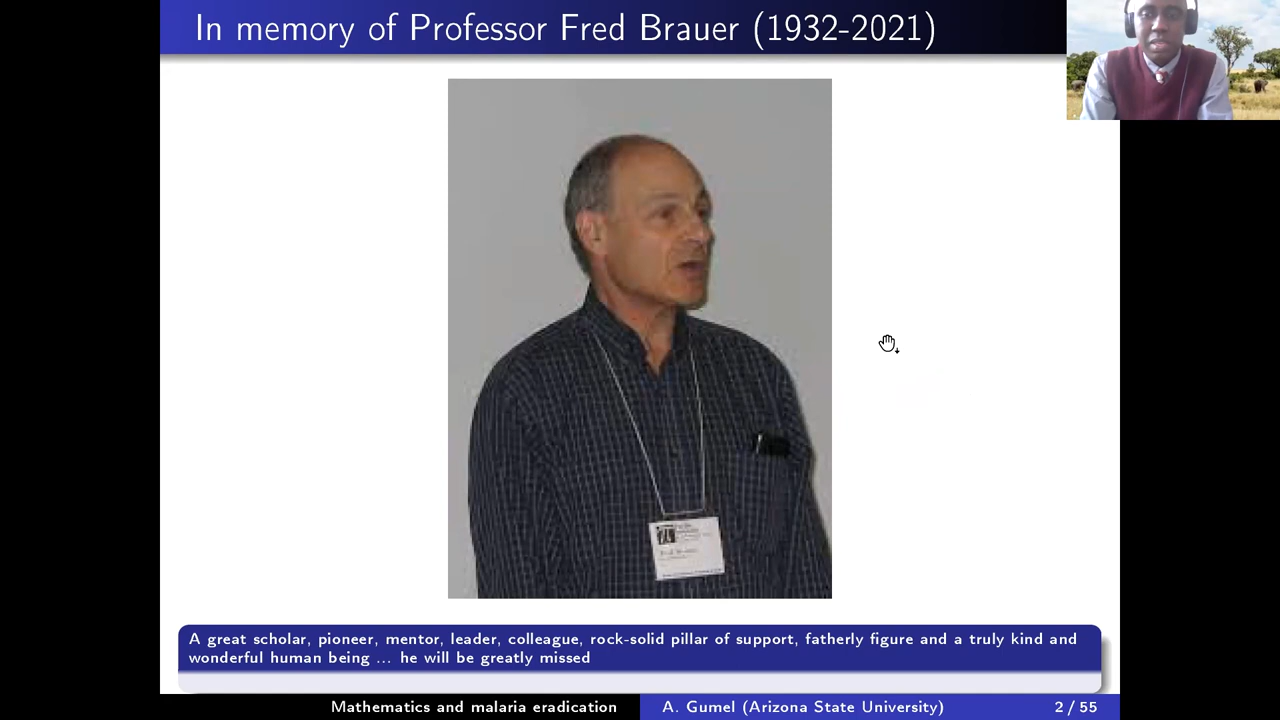 In memory of Professor Fred Brauer (1932-2021)
A great scholar, pioneer, mentor, leader, colleague, rock-solid pillar of support, fatherly figure and a truly kind and
wonderful human being ... he will be greatly missed
Mathematics and malaria eradication
A. Gumel (Arizona State University)
2 / 55